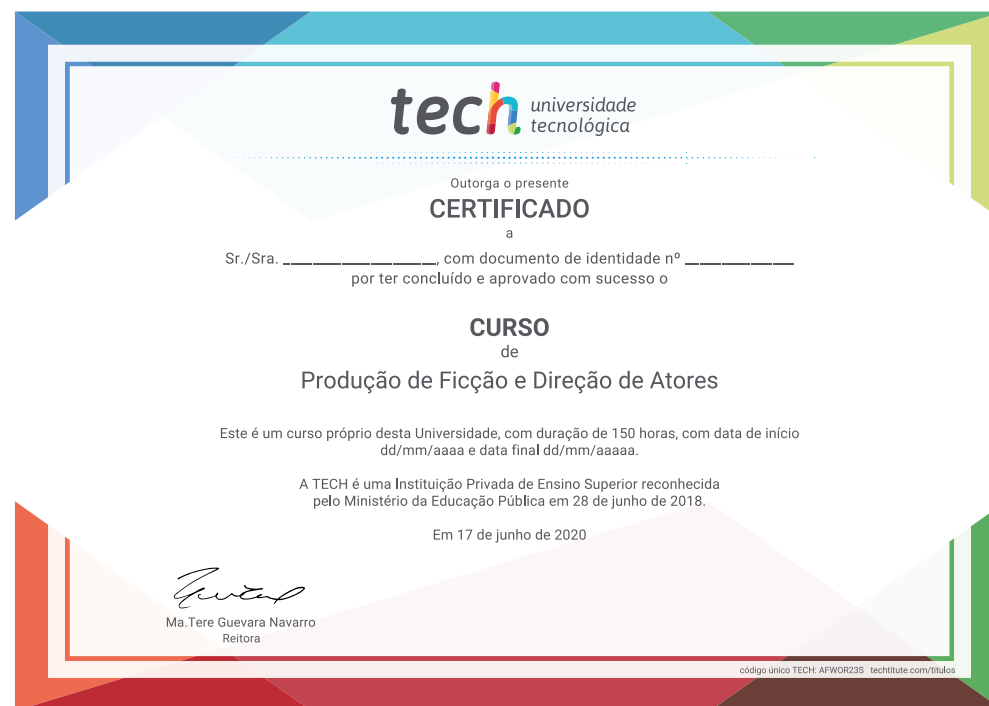 tech universidade
tecnológica
Outorga o presente
CERTIFICADO
a
Sr./Sra. ____________________, com documento de identidade nº ______________
por ter concluído e aprovado com sucesso o
CURSO
de
Produção de Ficção e Direção de Atores
Este é um curso próprio desta Universidade, com duração de 150 horas, com data de início
dd/mm/aaaa e data final dd/mm/aaaaa.
A TECH é uma Instituição Privada de Ensino Superior reconhecida
pelo Ministério da Educação Pública em 28 de junho de 2018.
Em 17 de junho de 2020
Ma.Tere Guevara Navarro
Reitora
código único TECH: AFWOR23S techtitute.com/titulos